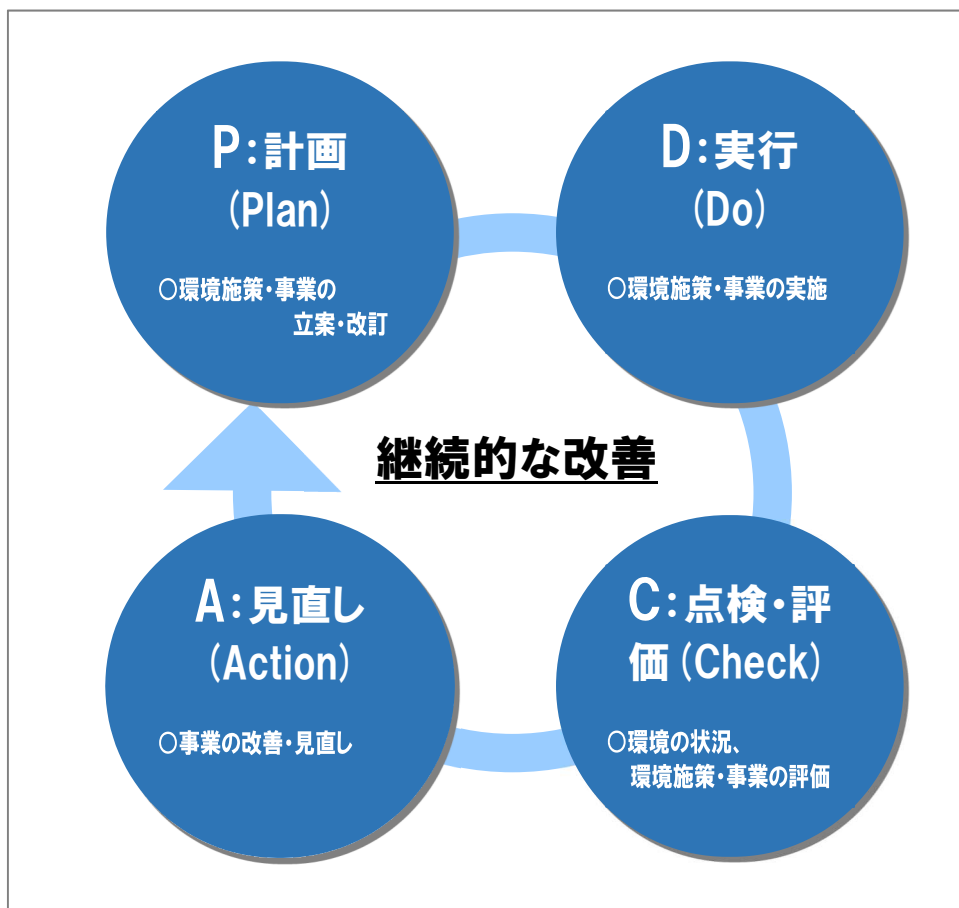 P:計画
(Plan)
○環境施策・事業の
立案・改訂
D:実行
(Do)
○環境施策・事業の実施
継続的な改善
A:見直し
(Action)
○事業の改善・見直し
C:点検・評
価(Check)
○環境の状況、
環境施策・事業の評価